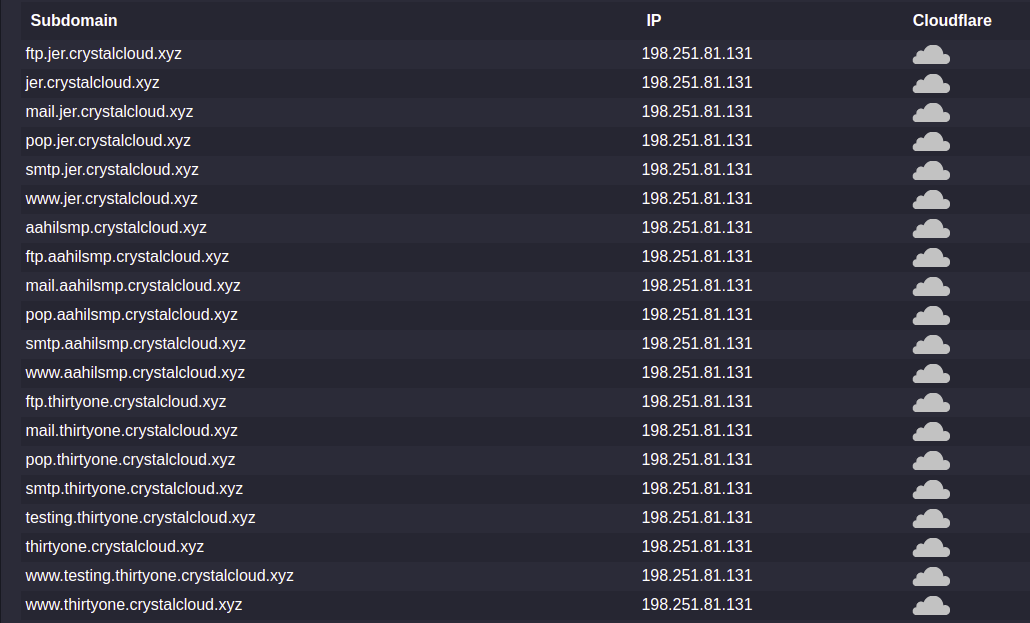 Subdomain IP Cloudflare
ftp.jer.crystalcloud.xyz 198.251.81.131
jer.crystalcloud.xyz 198.251.81.131
mail.jer.crystalcloud.xyz 198.251.81.131
pop.jer.crystalcloud.xyz 198.251.81.131
smtp.jer.crystalcloud.xyz 198.251.81.131
www.jer.crystalcloud.xyz 198.251.81.131
aahilsmp.crystalcloud.xyz 198.251.81.131
ftp.aahilsmp.crystalcloud.xyz 198.251.81.131
mail.aahilsmp.crystalcloud.xyz 198.251.81.131
pop.aahilsmp.crystalcloud.xyz 198.251.81.131
smtp.aahilsmp.crystalcloud.xyz 198.251.81.131
www.aahilsmp.crystalcloud.xyz 198.251.81.131
ftp.thirtyone.crystalcloud.xyz 198.251.81.131
mail.thirtyone.crystalcloud.xyz 198.251.81.131
pop.thirtyone.crystalcloud.xyz 198.251.81.131
smtp.thirtyone.crystalcloud.xyz 198.251.81.131
testing.thirtyone.crystalcloud.xyz 198.251.81.131
thirtyone.crystalcloud.xyz 198.251.81.131
www.testing.thirtyone.crystalcloud.xyz 198.251.81.131
www.thirtyone.crystalcloud.xyz 198.251.81.131